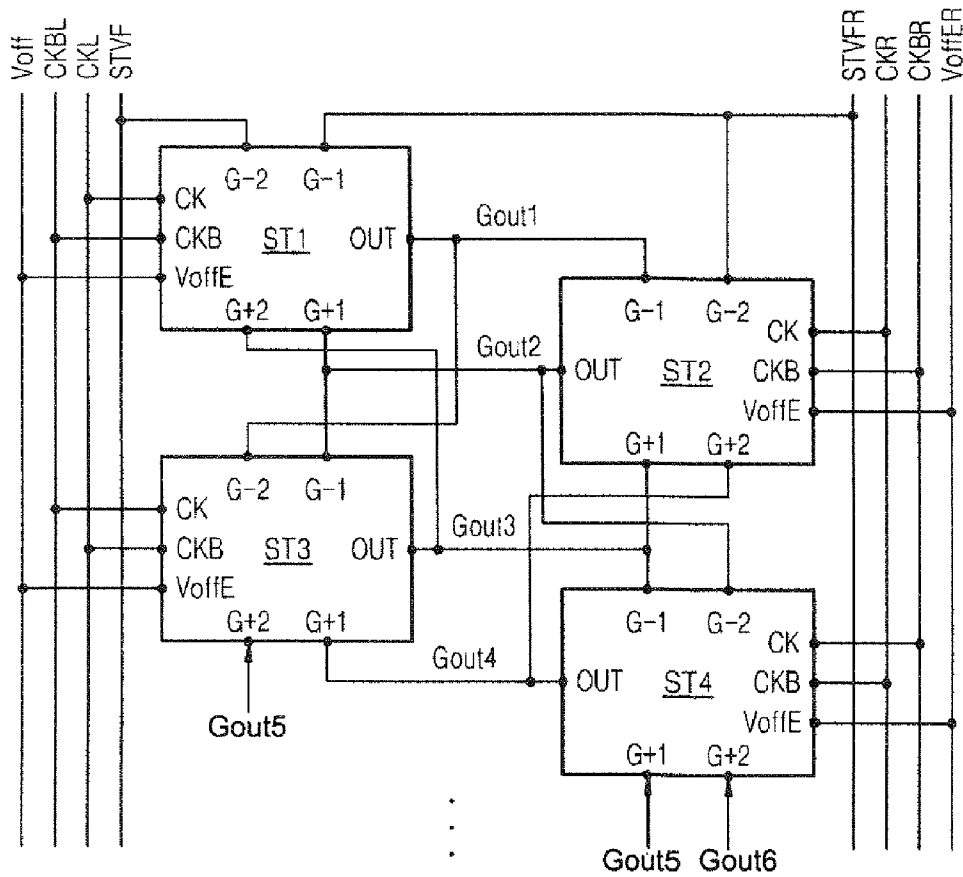 Voff
CKBL
CKL
STVF
STVFR
CKR
CKBR
VoffER
G-2 G-1
CK
CKB ST1 OUT
VoffE
G+2 G+1
Gout1
G-1 G-2
CK
Gout2
OUT ST2 CKB
VoffE
G+1 G+2
G-2 G-1
CK
CKB ST3 OUT
VoffE
G+2 G+1
Gout3
G-1 G-2
CK
Gout4
OUT ST4 CKB
VoffE
G+1 G+2
Gout5
Gout5 Gout6